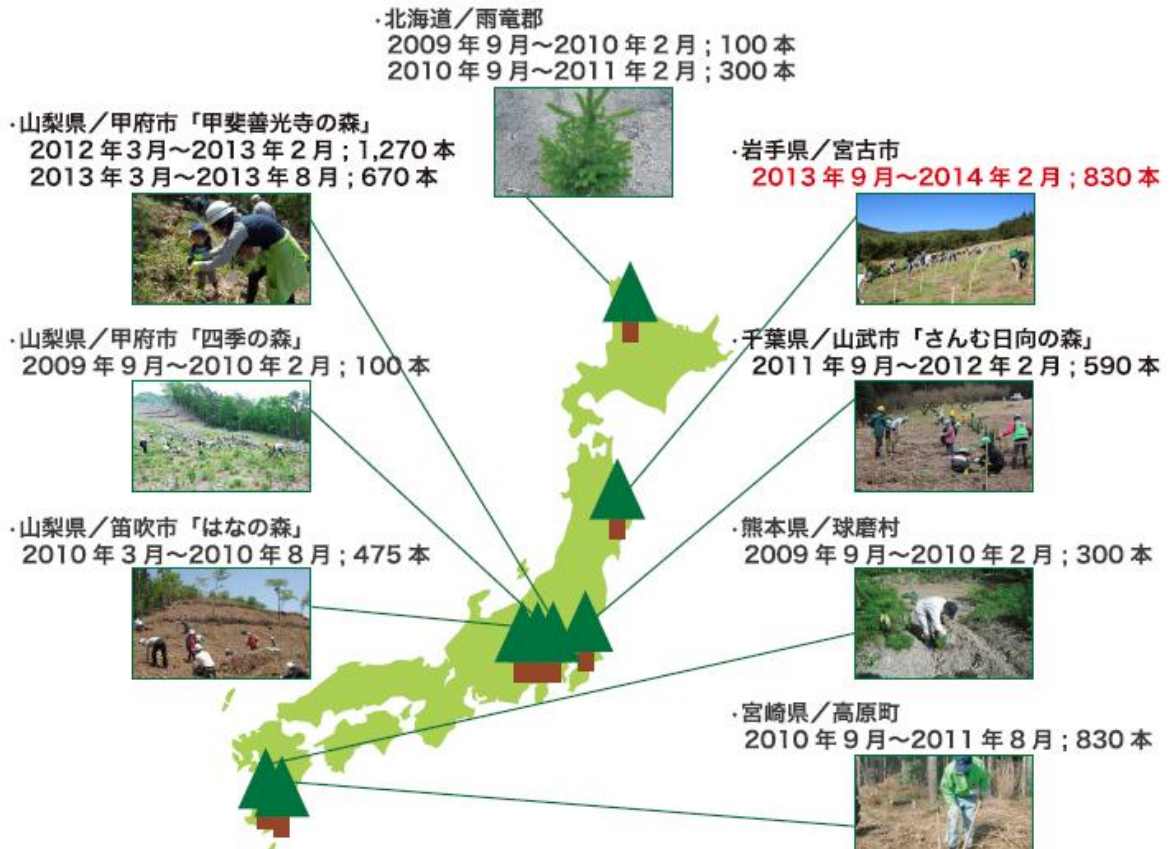 ・北海道／雨竜郡
2009年9月〜2010年2月；100本
2010年9月〜2011年2月；300本
・山梨県／甲府市「甲斐善光寺の森」
2012年3月〜2013年2月；1,270本
2013年3月〜2013年8月；670本
・岩手県／宮古市
2013年9月〜2014年2月；830本
・山梨県／甲府市「四季の森」
2009年9月〜2010年2月；100本
・千葉県／山武市「さんむ日向の森」
2011年9月〜2012年2月；590本
・山梨県／笛吹市「はなの森」
2010年3月〜2010年8月；475本
・熊本県／球磨村
2009年9月〜2010年2月；300本
・宮崎県／高原町
2010年9月〜2011年8月；830本